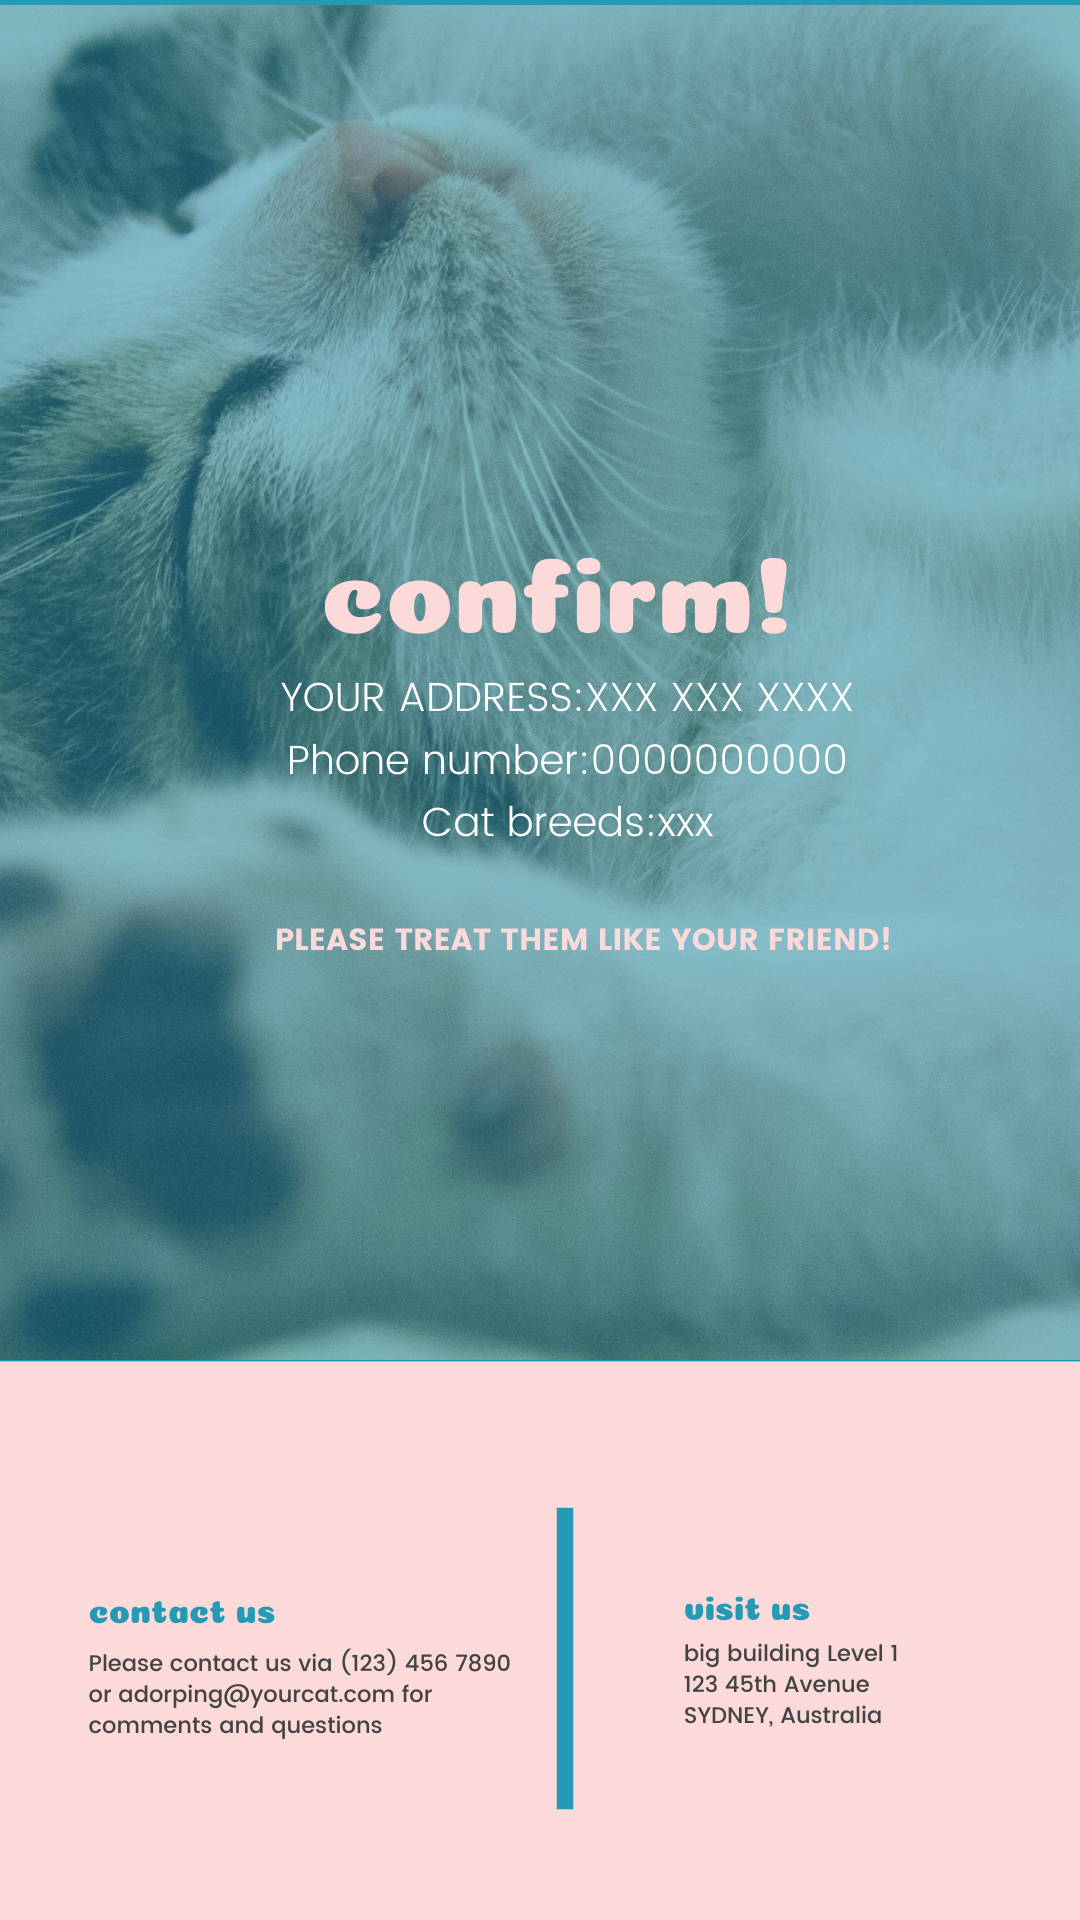 confirm!
YOUR ADDRESS:XXX XXX XXXX
Phone number:0000000000
Cat breeds:xxx
PLEASE TREAT THEM LIKE YOUR FRIEND!
contact us
Please contact us via (123) 456 7890
or adorping@yourcat.com for
comments and questions
visit us
big building Level 1
123 45th Avenue
SYDNEY, Australia